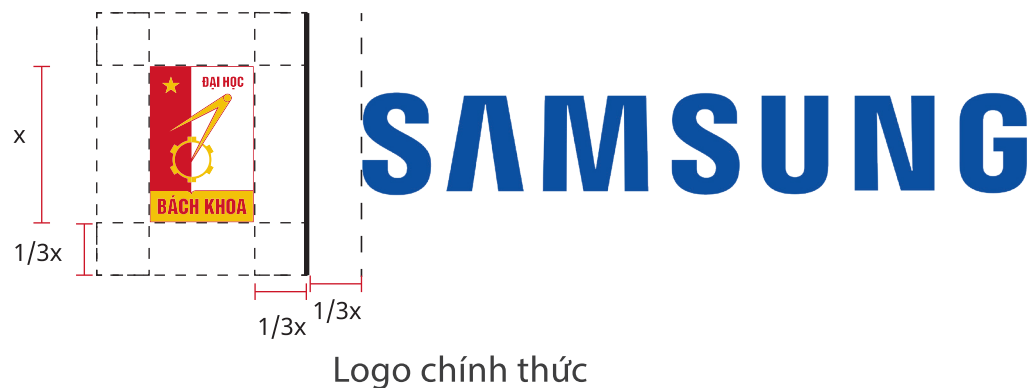 ĐẠI HỌC
BÁCH KHOA
SAMSUNG
x
1/3x
1/3x
1/3x
Logo chính thức